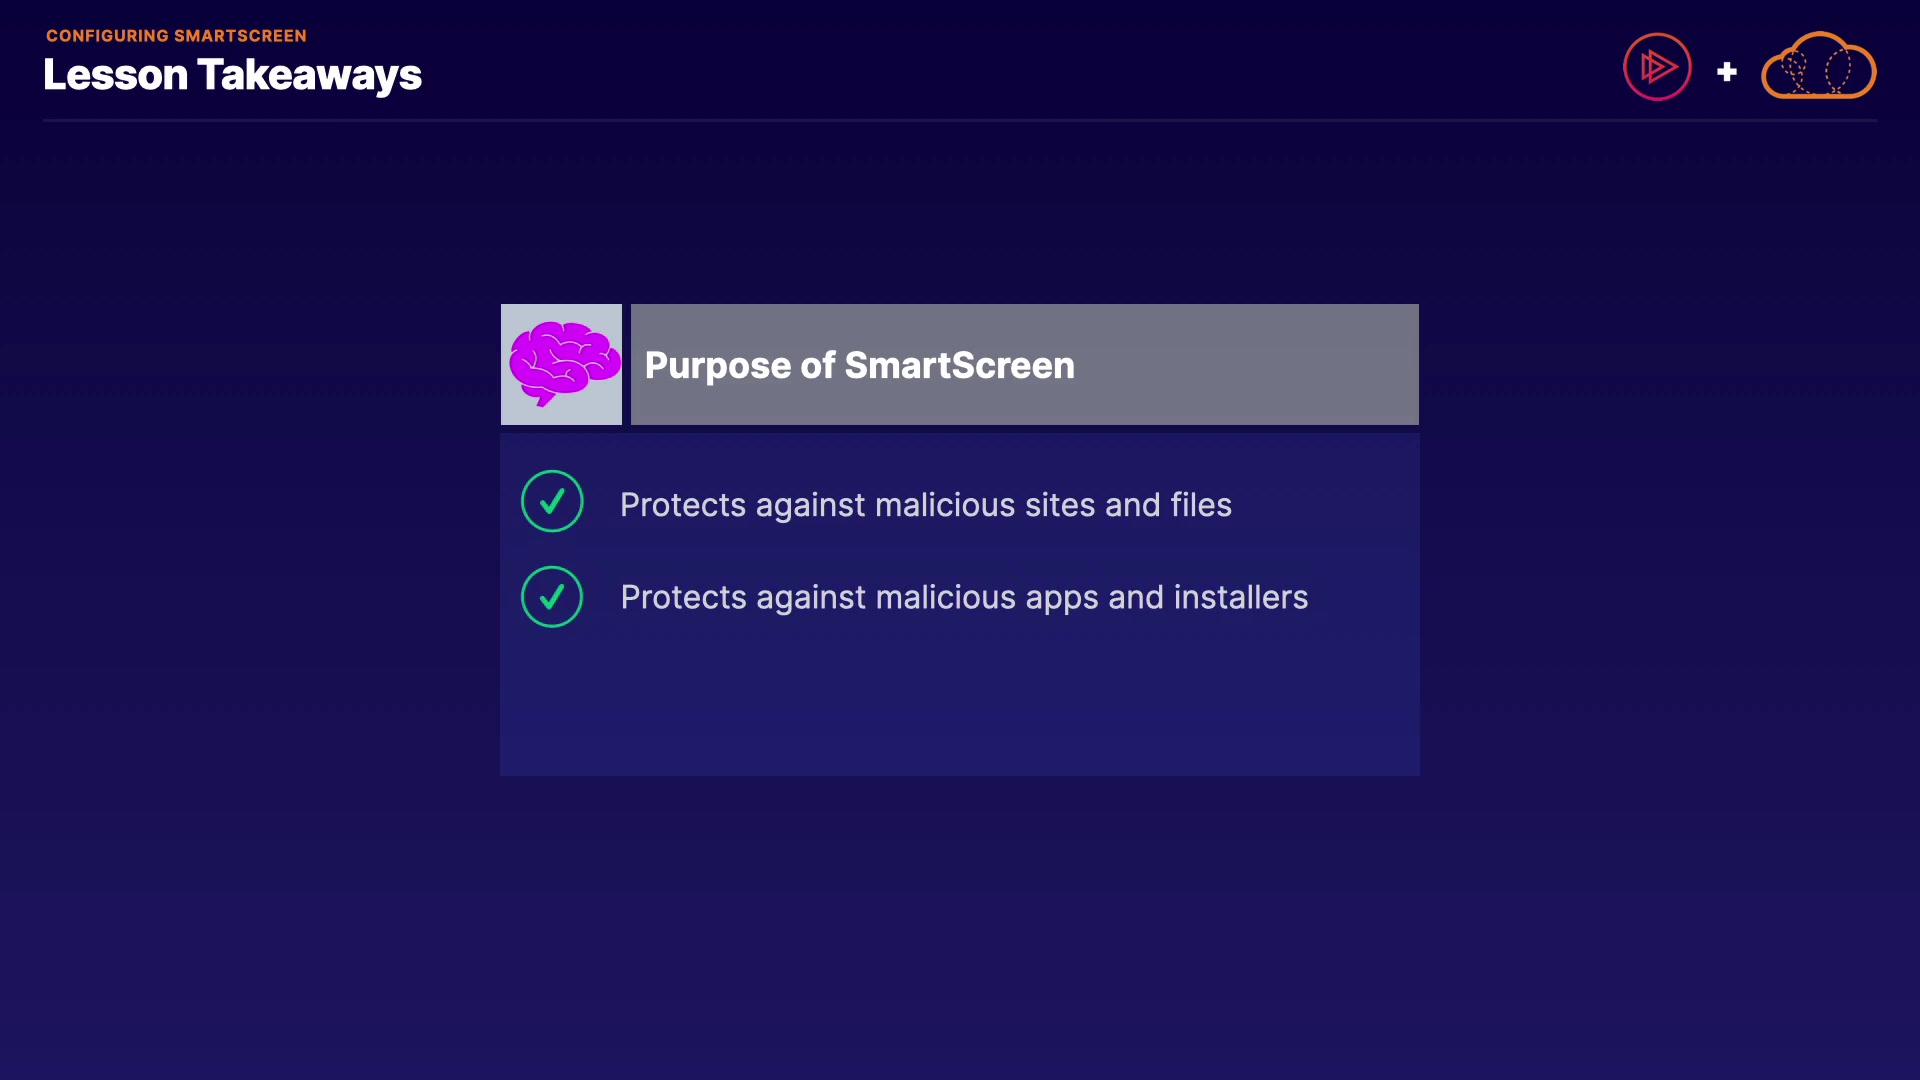 CONFIGURING SMARTSCREEN
Lesson Takeaways
Purpose of SmartScreen
Protects against malicious sites and files
Protects against malicious apps and installers